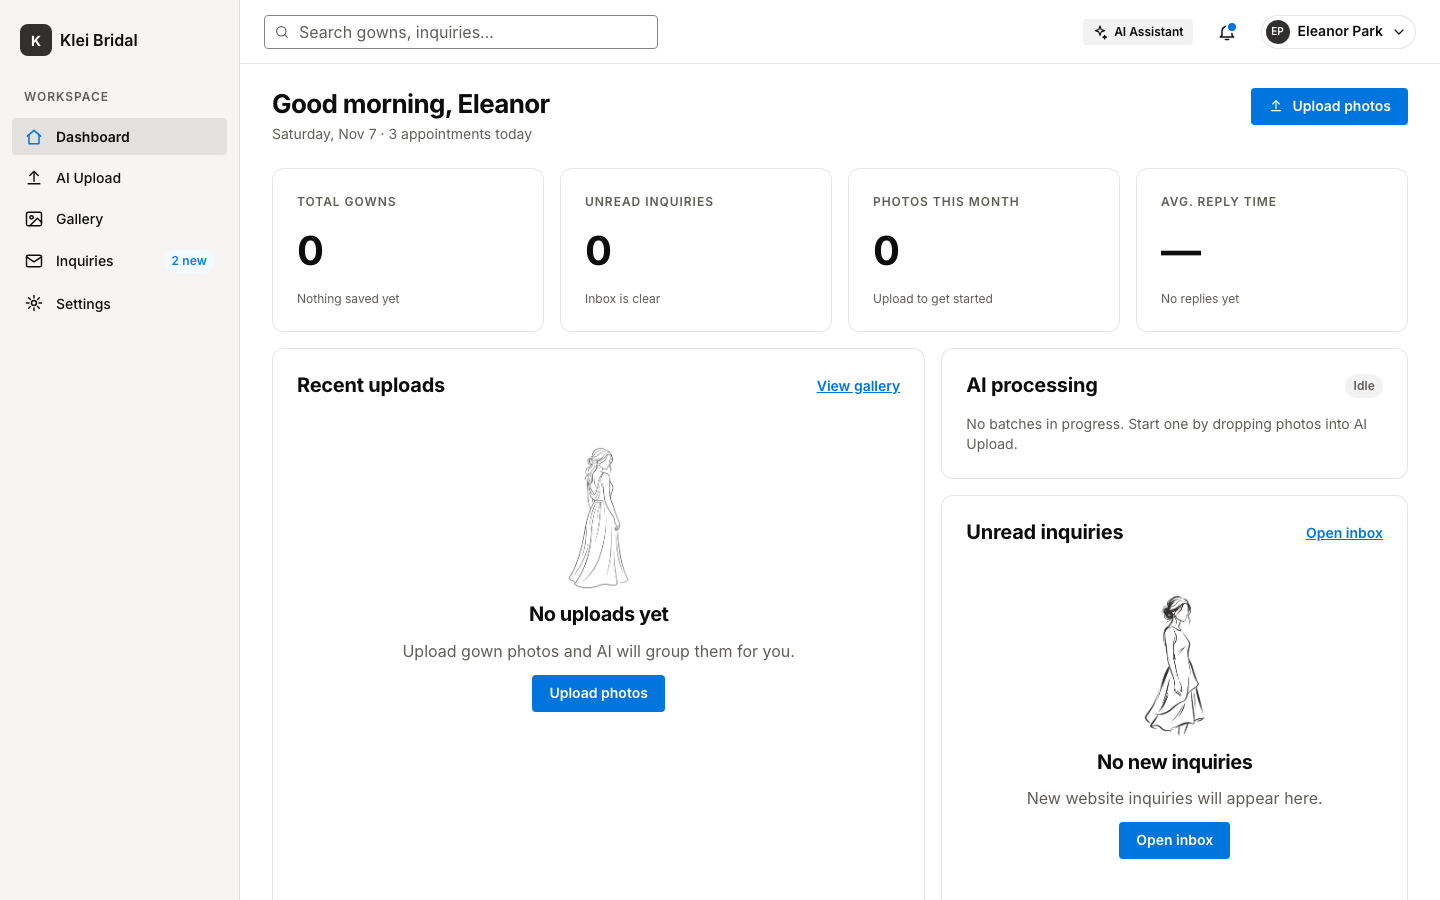 K Klei Bridal
Search gowns, inquiries...
AI Assistant
EP Eleanor Park
WORKSPACE
Dashboard
AI Upload
Gallery
Inquiries 2 new
Settings
Good morning, Eleanor
Saturday, Nov 7 · 3 appointments today
Upload photos
TOTAL GOWNS
0
Nothing saved yet
UNREAD INQUIRIES
0
Inbox is clear
PHOTOS THIS MONTH
0
Upload to get started
AVG. REPLY TIME
—
No replies yet
Recent uploads
View gallery
No uploads yet
Upload gown photos and AI will group them for you.
Upload photos
AI processing
Idle
No batches in progress. Start one by dropping photos into AI
Upload.
Unread inquiries
Open inbox
No new inquiries
New website inquiries will appear here.
Open inbox